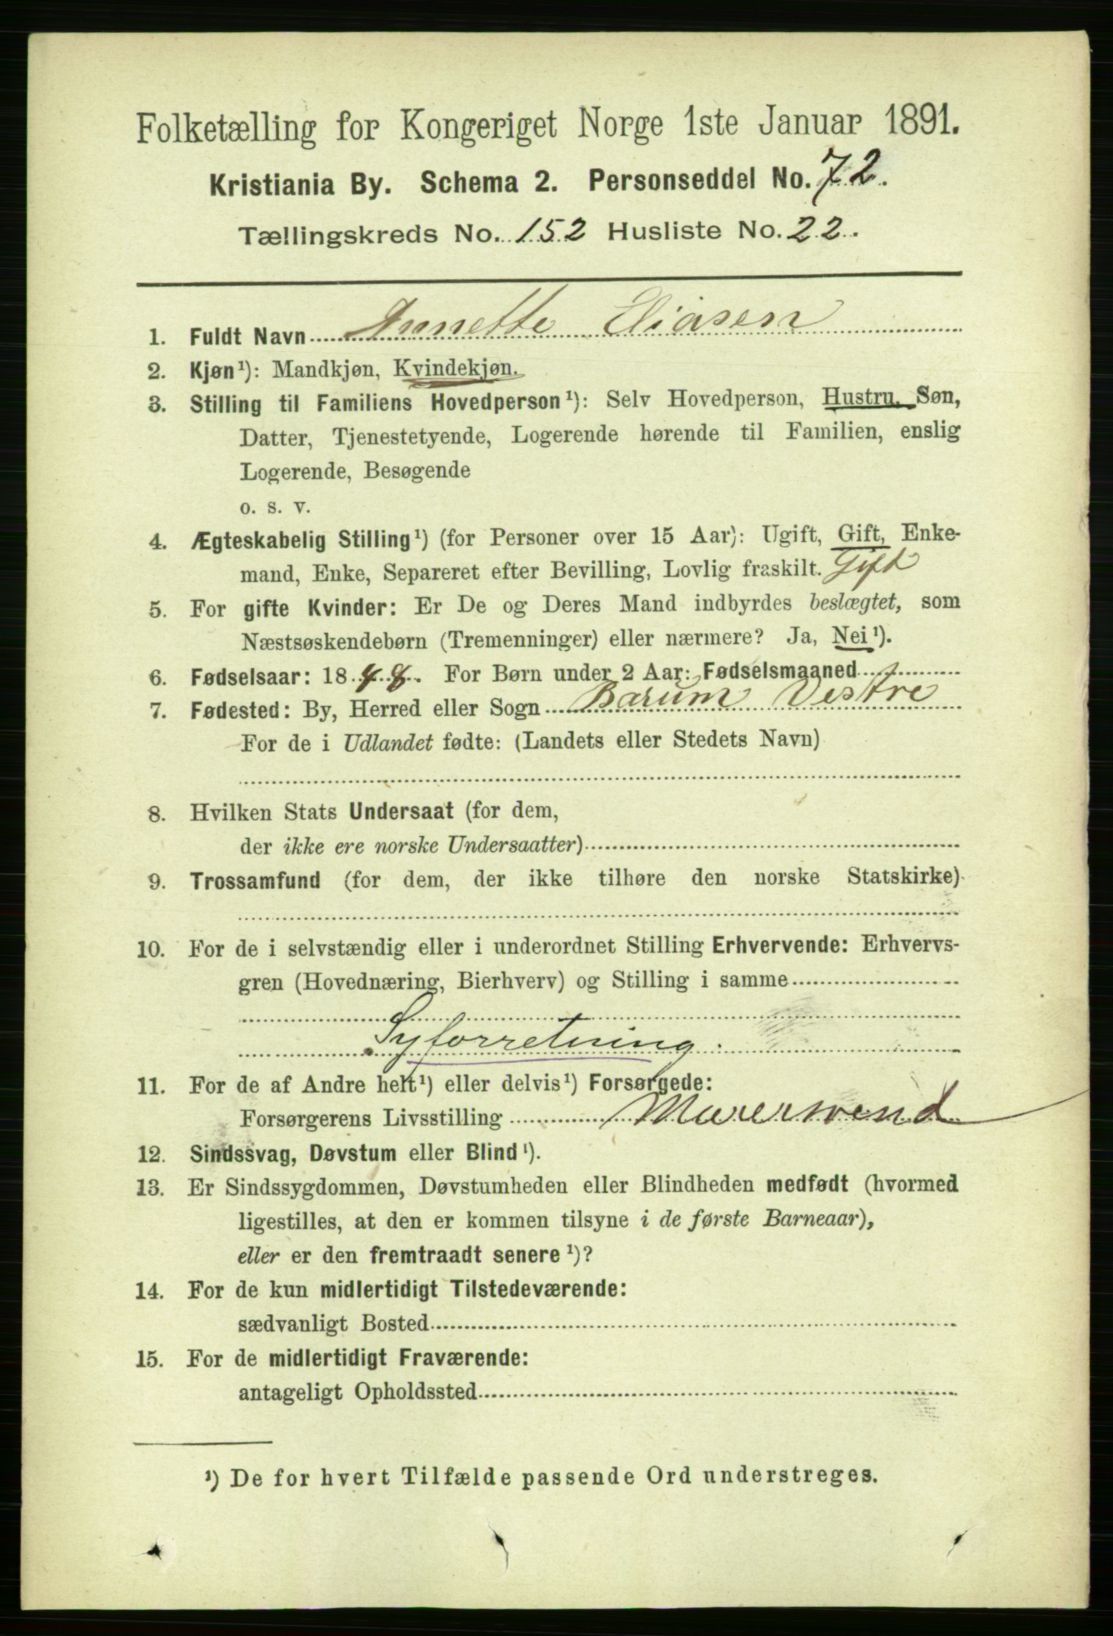 Folketælling for Kongeriget Norge 1ste Januar 1891.
Kristiania By. Schema 2. Personseddel No. 72.
Tællingskreds No. 152 Husliste No. 22.
1. Fuldt Navn Annette Eliasen
2. Kjøn¹): Mandkjøn, Kvindekjøn.
3. Stilling til Familiens Hovedperson¹): Selv Hovedperson, Hustru, Søn,
Datter, Tjenestetyende, Logerende hørende til Familien, enslig
Logerende, Besøgende
o. s. v.
4. Ægteskabelig Stilling¹) (for Personer over 15 Aar): Ugift, Gift, Enke-
mand, Enke, Separeret efter Bevilling, Lovlig fraskilt. Gift
5. For gifte Kvinder: Er De og Deres Mand indbyrdes beslægtet, som
Næstsøskendebørn (Tremenninger) eller nærmere? Ja, Nei¹).
6. Fødselsaar: 1848. For Børn under 2 Aar: Fødselsmaaned
7. Fødested: By, Herred eller Sogn Barum Vestre
For de i Udlandet fødte: (Landets eller Stedets Navn)
8. Hvilken Stats Undersaat (for dem,
der ikke ere norske Undersaatter)
9. Trossamfund (for dem, der ikke tilhøre den norske Statskirke)
10. For de i selvstændig eller i underordnet Stilling Erhvervende: Erhvervs-
gren (Hovednæring, Bierhverv) og Stilling i samme
Syforretning.
11. For de af Andre helt¹) eller delvis¹) Forsørgede:
Forsørgerens Livsstilling Murersvend
12. Sindssvag, Døvstum eller Blind¹).
13. Er Sindssygdommen, Døvstumheden eller Blindheden medfødt (hvormed
ligestilles, at den er kommen tilsyne i de første Barneaar),
eller er den fremtraadt senere¹)?
14. For de kun midlertidigt Tilstedeværende:
sædvanligt Bosted
15. For de midlertidigt Fraværende:
antageligt Opholdssted
¹) De for hvert Tilfælde passende Ord understreges.